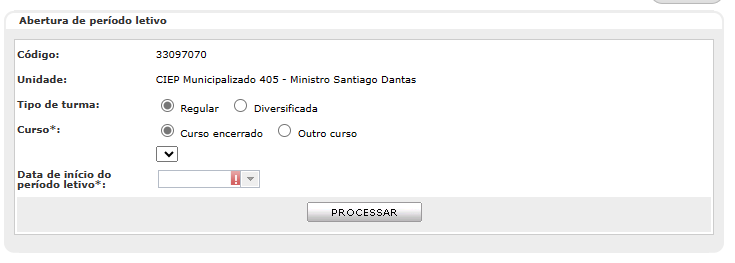 Abertura de período letivo
Código: 33097070
Unidade: CIEP Municipalizado 405 - Ministro Santiago Dantas
Tipo de turma: Regular Diversificada
Curso*: Curso encerrado Outro curso
Data de início do
período letivo*:
PROCESSAR